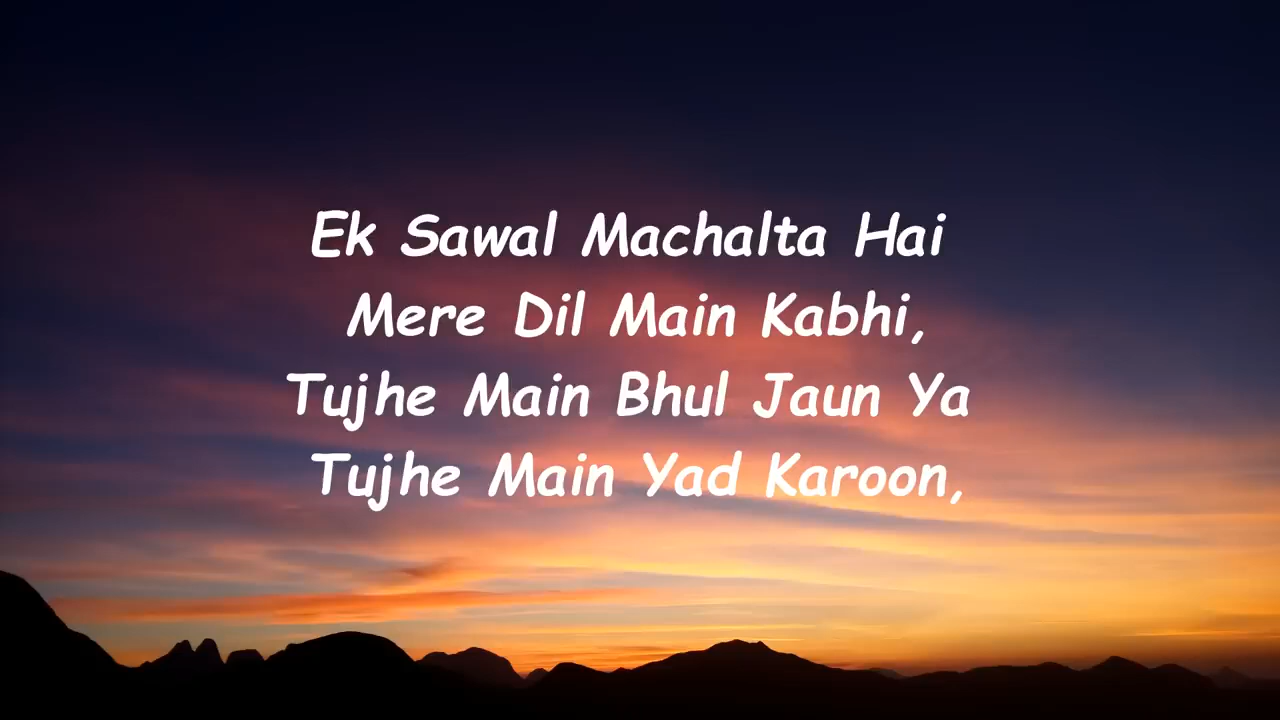 Ek Sawal Machalta Hai
Mere Dil Main Kabhi,
Tujhe Main Bhul Jaun Ya
Tujhe Main Yad Karoon,